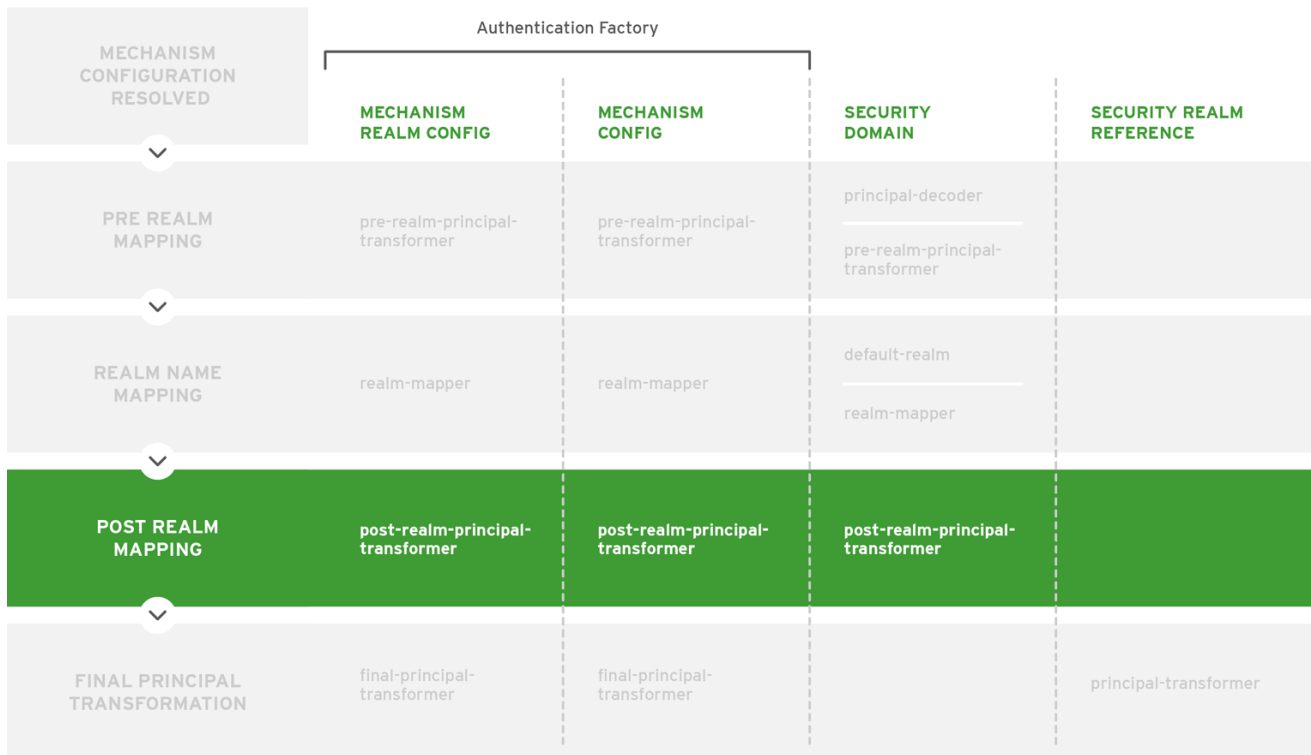 Authentication Factory
MECHANISM
CONFIGURATION
RESOLVED
MECHANISM
REALM CONFIG
MECHANISM
CONFIG
SECURITY
DOMAIN
SECURITY REALM
REFERENCE
PRE REALM
MAPPING
pre-realm-principal-
transformer
pre-realm-principal-
transformer
principal-decoder
pre-realm-principal-
transformer
REALM NAME
MAPPING
realm-mapper
realm-mapper
default-realm
realm-mapper
POST REALM
MAPPING
post-realm-principal-
transformer
post-realm-principal-
transformer
post-realm-principal-
transformer
FINAL PRINCIPAL
TRANSFORMATION
final-principal-
transformer
final-principal-
transformer
principal-transformer